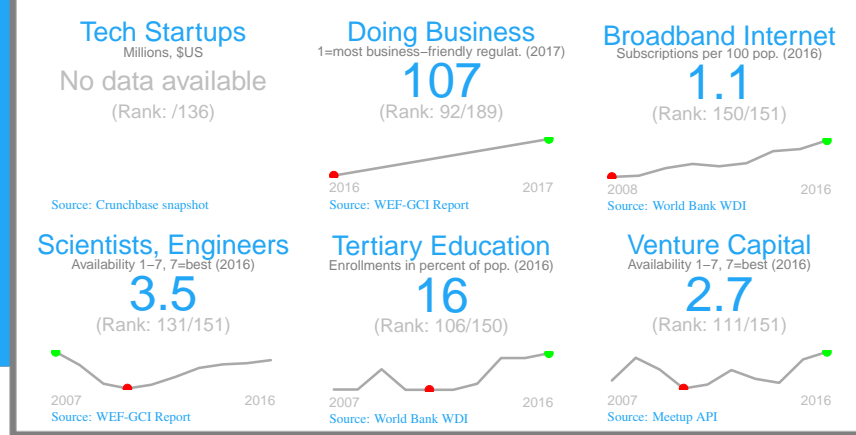 Tech Startups
Millions, $US
No data available
(Rank: /136)
Source: Crunchbase snapshot
Doing Business
1=most business−friendly regulat. (2017)
107
(Rank: 92/189)
2016 2017
Source: WEF-GCI Report
Broadband Internet
Subscriptions per 100 pop. (2016)
1.1
(Rank: 150/151)
2008 2016
Source: World Bank WDI
Scientists, Engineers
Availability 1−7, 7=best (2016)
3.5
(Rank: 131/151)
2007 2016
Source: WEF-GCI Report
Tertiary Education
Enrollments in percent of pop. (2016)
16
(Rank: 106/150)
2007 2016
Source: World Bank WDI
Venture Capital
Availability 1−7, 7=best (2016)
2.7
(Rank: 111/151)
2007 2016
Source: Meetup API